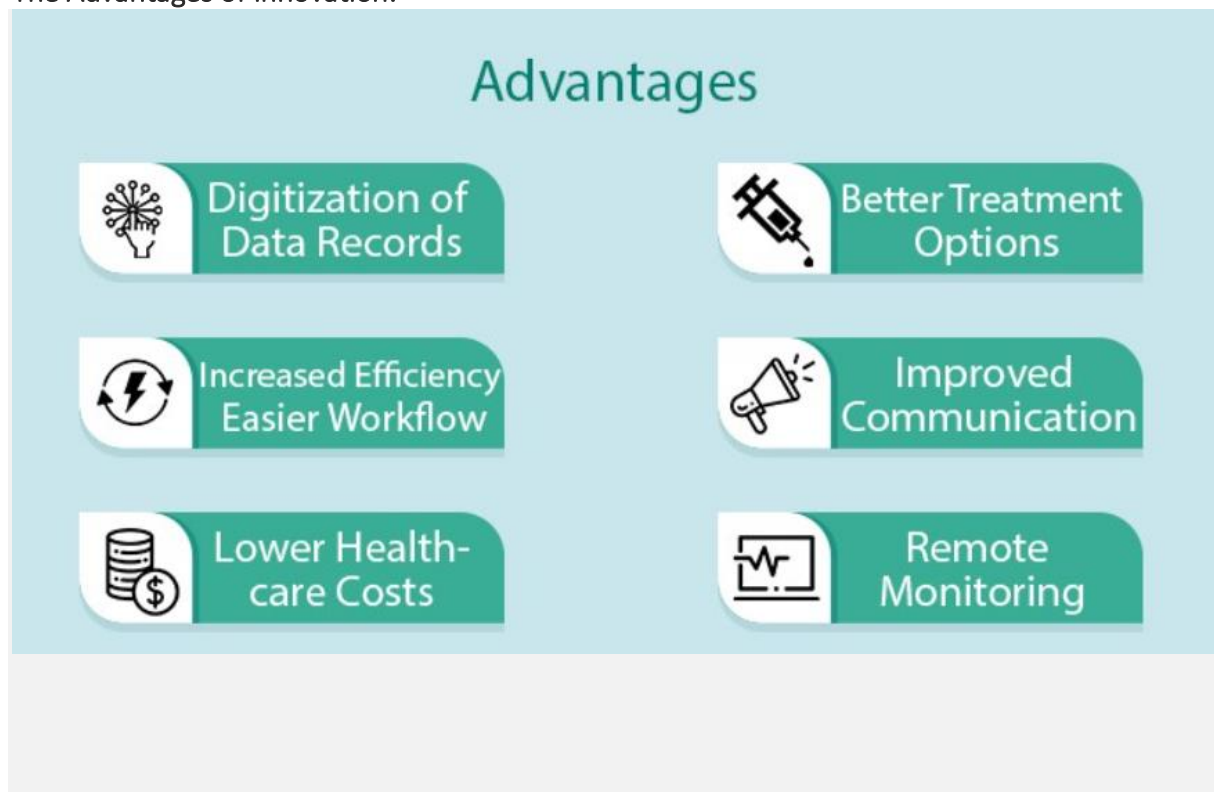 The Advantages of Innovation:
Advantages
Digitization of
Data Records
Better Treatment
Options
Increased Efficiency
Easier Workflow
Improved
Communication
Lower Health-
care Costs
Remote
Monitoring